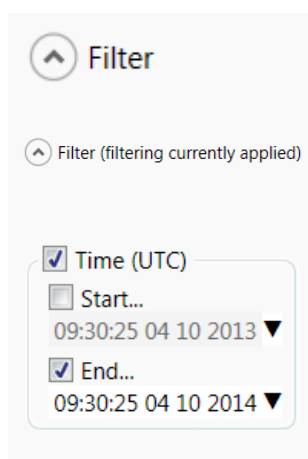 Filter
Filter (filtering currently applied)
Time (UTC)
Start...
09:30:25 04 10 2013
End...
09:30:25 04 10 2014